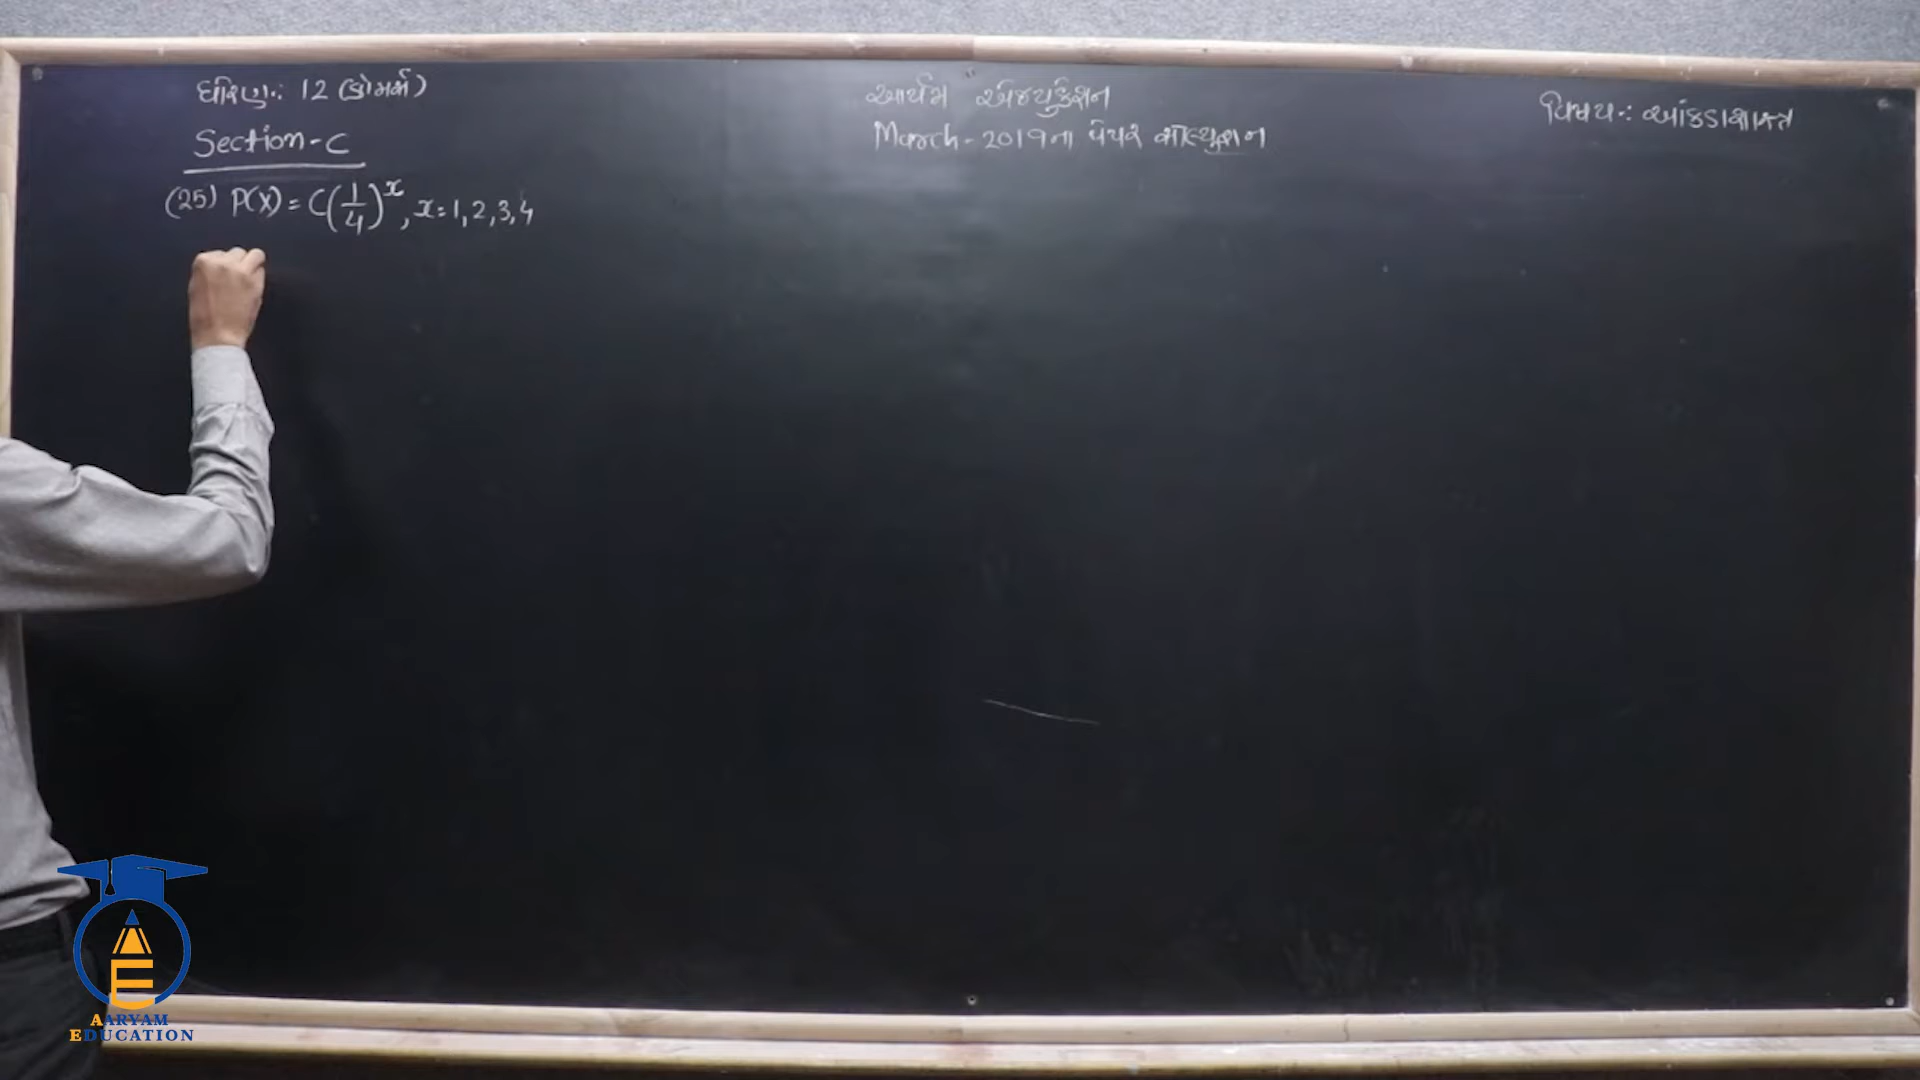 ધોરણ:- 12 (કોમર્સ)
આર્યમ એજ્યુકેશન
વિષય:- આંકડાશાસ્ત્ર
March-2019ના પેપર સોલ્યુશન
Section-C
(25) P(X) = C(1/4)^x, x = 1, 2, 3, 4
AARYAM
EDUCATION